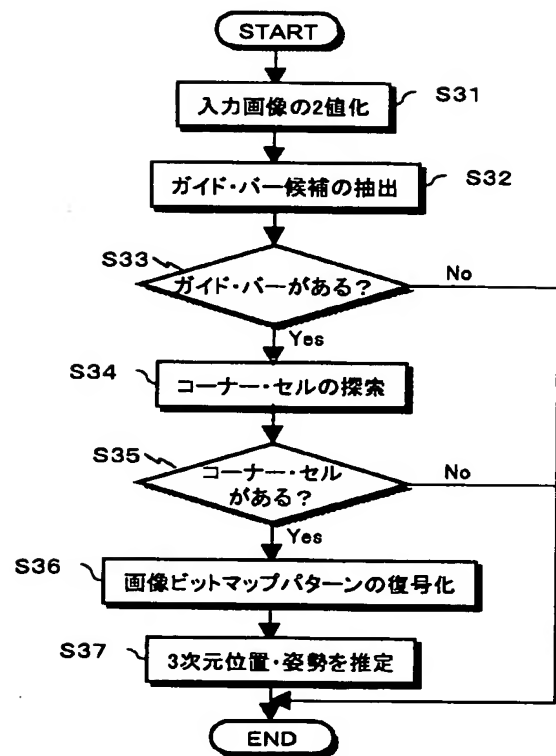 START
入力画像の2値化
S31
ガイド・バー候補の抽出
S32
S33
ガイド・バーがある？
No
Yes
S34
コーナー・セルの探索
S35
コーナー・セル
がある？
No
Yes
S36
画像ビットマップパターンの復号化
S37
3次元位置・姿勢を推定
END